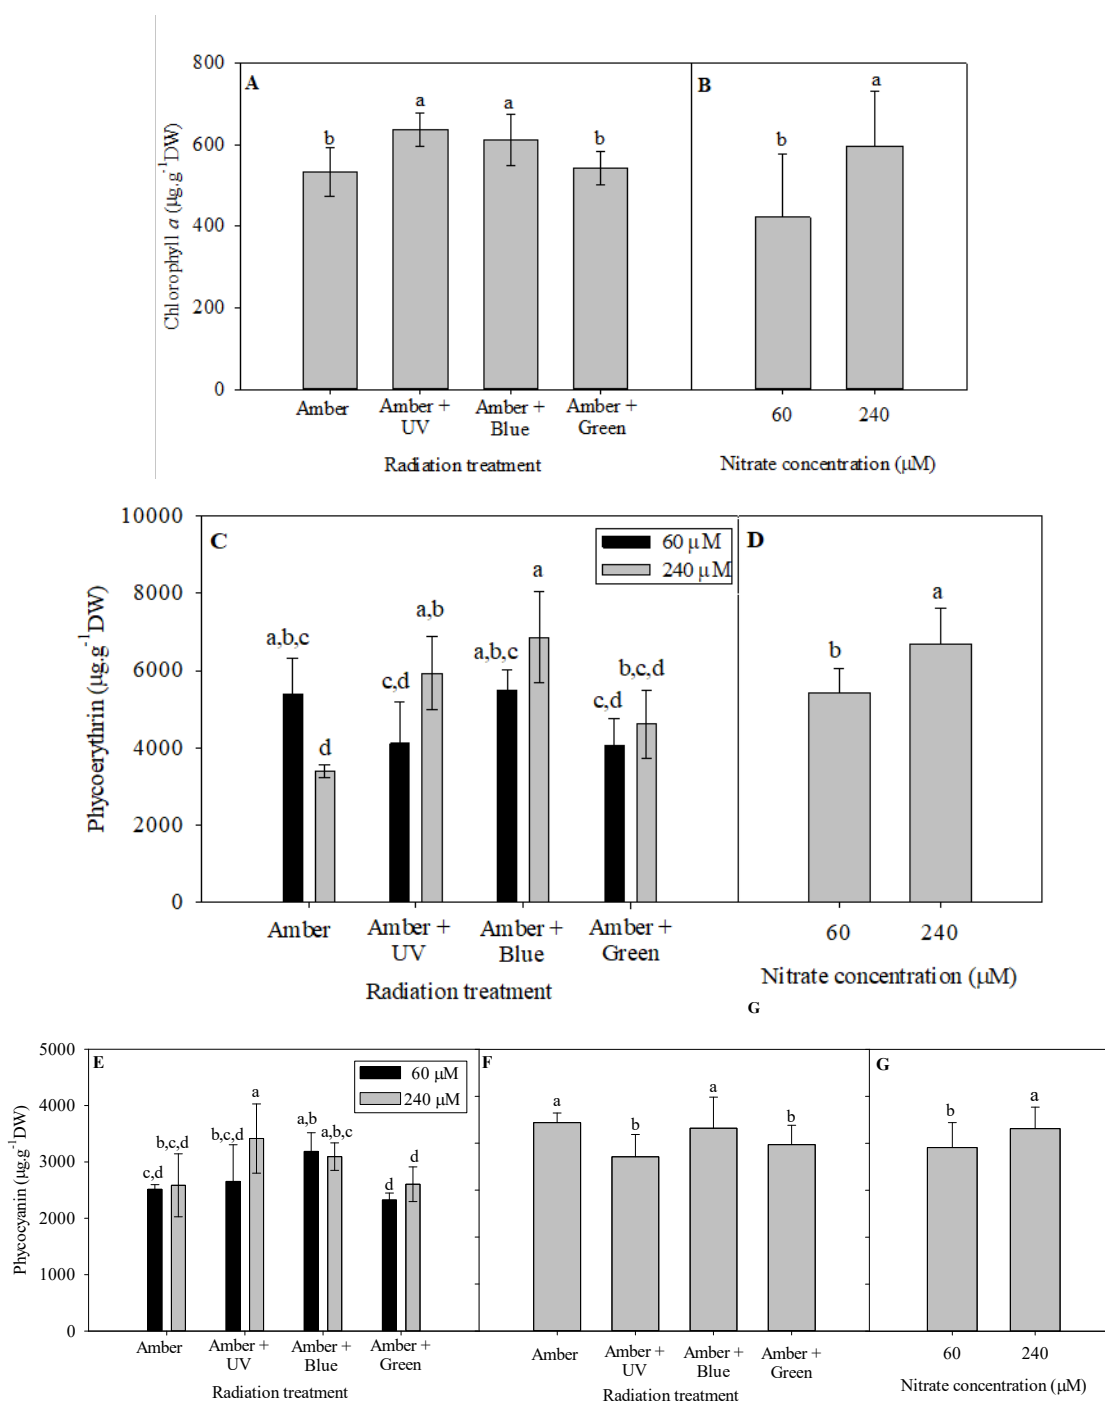 A
B
Chlorophyll a (µg.g-1DW)
800
600
400
200
0
b
a
a
b
b
a
Amber
Amber +
UV
Amber +
Blue
Amber +
Green
60
240
Radiation treatment
Nitrate concentration (µM)
C
D
60 µM
240 µM
Phycoerythrin (µg.g-1DW)
10000
8000
6000
4000
2000
0
a,b,c
d
c,d
a,b
a,b,c
a
c,d
b,c,d
b
a
Amber
Amber +
UV
Amber +
Blue
Amber +
Green
60
240
Radiation treatment
Nitrate concentration (µM)
G
E
F
G
60 µM
240 µM
Phycocyanin (µg.g-1DW)
5000
4000
3000
2000
1000
0
c,d
b,c,d
b,c,d
a
a,b
a,b,c
d
d
a
b
a
b
b
a
Amber
Amber +
UV
Amber +
Blue
Amber +
Green
Amber
Amber +
UV
Amber +
Blue
Amber +
Green
60
240
Radiation treatment
Radiation treatment
Nitrate concentration (µM)